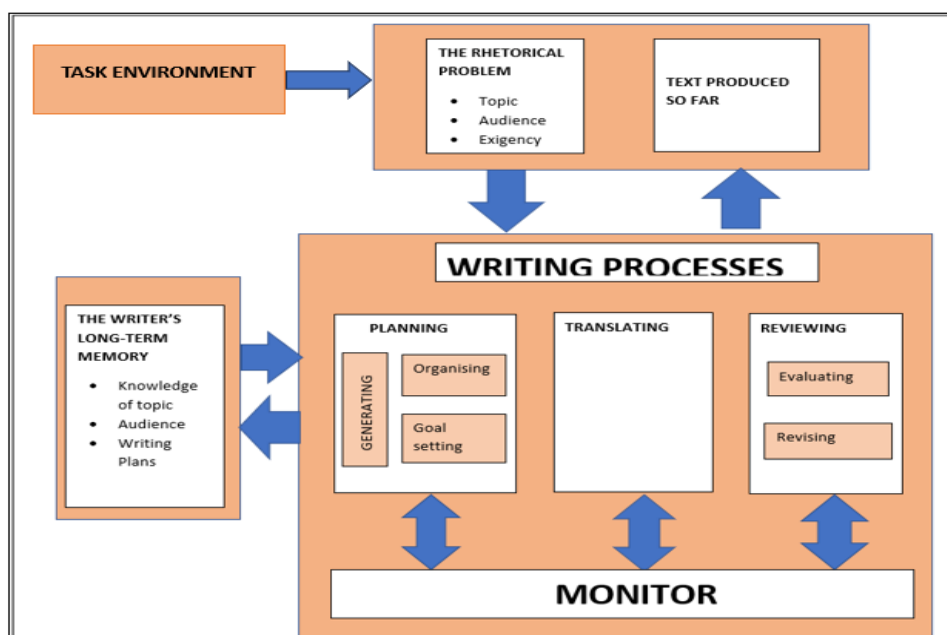 TASK ENVIRONMENT
THE RHETORICAL
PROBLEM
• Topic
• Audience
• Exigency
TEXT PRODUCED
SO FAR
WRITING PROCESSES
THE WRITER'S
LONG-TERM
MEMORY
• Knowledge
of topic
• Audience
• Writing
Plans
PLANNING
GENERATING
Organising
Goal
setting
TRANSLATING
REVIEWING
Evaluating
Revising
MONITOR